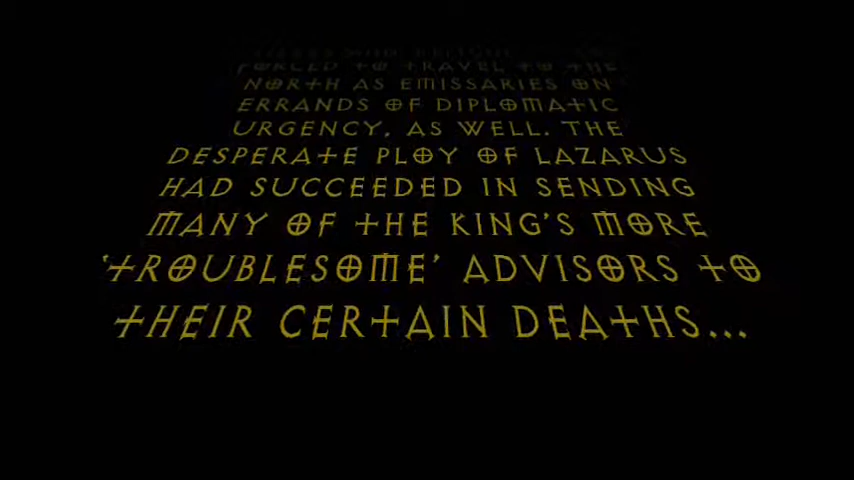 FORCED TO TRAVEL TO THE
NORTH AS EMISSARIES ON
ERRANDS OF DIPLOMATIC
URGENCY, AS WELL. THE
DESPERATE PLOY OF LAZARUS
HAD SUCCEEDED IN SENDING
MANY OF THE KING'S MORE
'TROUBLESOME' ADVISORS TO
THEIR CERTAIN DEATHS...